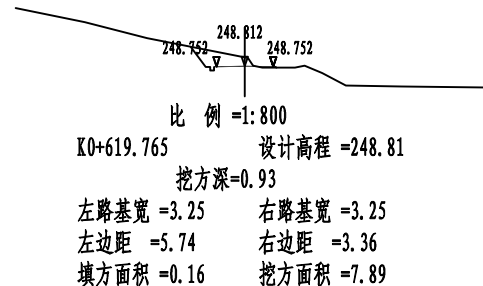 248.812
248.752 248.752
比 例 =1:800
K0+619.765 设计高程 =248.81
挖方深=0.93
左路基宽 =3.25 右路基宽 =3.25
左边距 =5.74 右边距 =3.36
填方面积 =0.16 挖方面积 =7.89